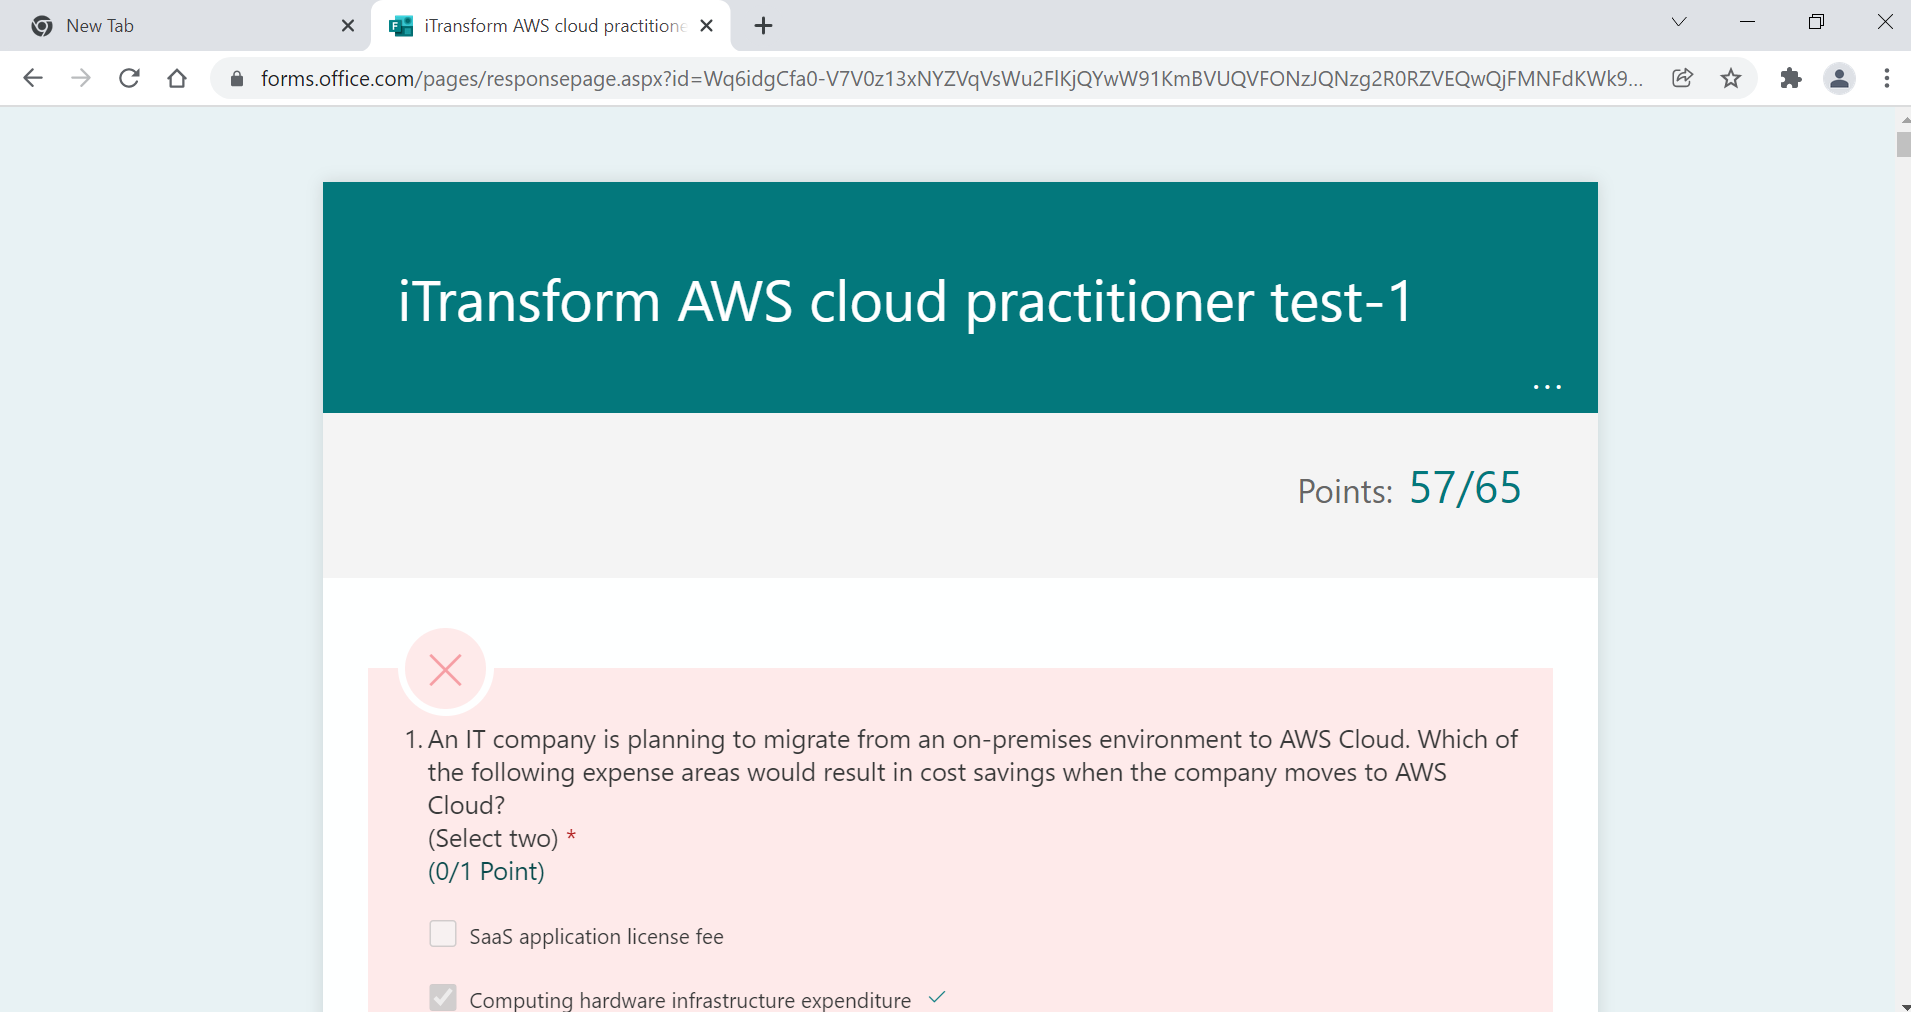 New Tab
iTransform AWS cloud practitione
forms.office.com/pages/responsepage.aspx?id=Wq6idgCfa0-V7V0z13xNYZVqVsWu2FlKjQYwW91KmBVUQVFONzJQNzg2R0RZVEQwQjFMNFdKWk9...
iTransform AWS cloud practitioner test-1
...
Points: 57/65
1. An IT company is planning to migrate from an on-premises environment to AWS Cloud. Which of
the following expense areas would result in cost savings when the company moves to AWS
Cloud?
(Select two) *
(0/1 Point)
SaaS application license fee
Computing hardware infrastructure expenditure